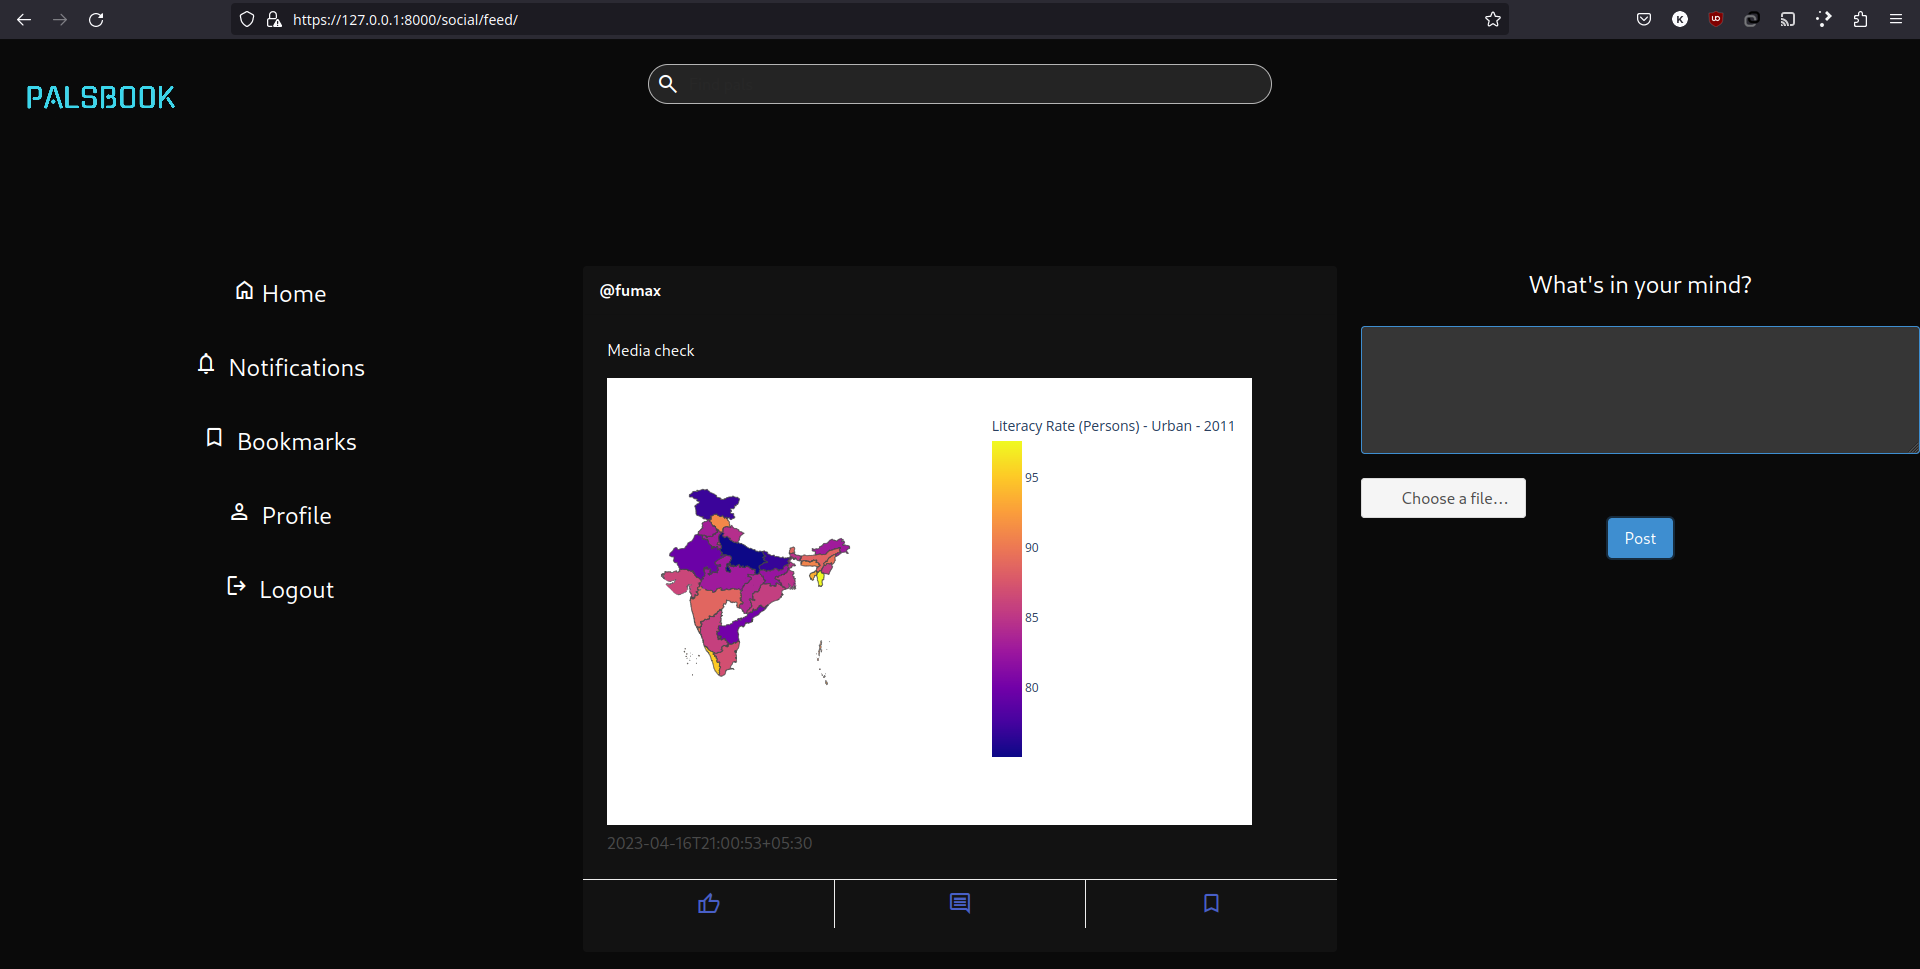 https://127.0.0.1:8000/social/feed/
K
PALSBOOK
Home
Notifications
Bookmarks
Profile
Logout
@fumax
Media check
Literacy Rate (Persons) - Urban - 2011
95
90
85
80
2023-04-16T21:00:53+05:30
What's in your mind?
Choose a file…
Post